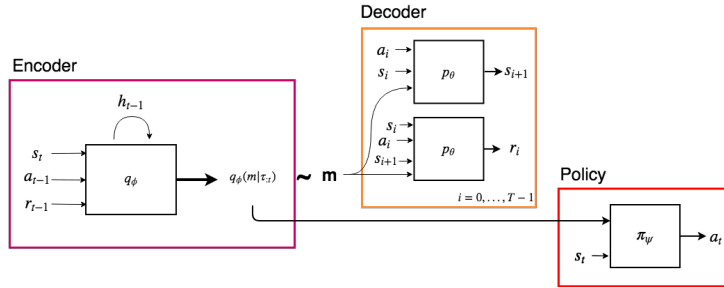 Encoder
h_{t-1}
s_t
a_{t-1}
r_{t-1}
q_ϕ
q_ϕ(m|τ_{:t})
~ m
Decoder
a_i
s_i
p_θ
s_{i+1}
s_i
a_i
s_{i+1}
p_θ
r_i
i = 0, . . . , T − 1
Policy
s_t
π_ψ
a_t